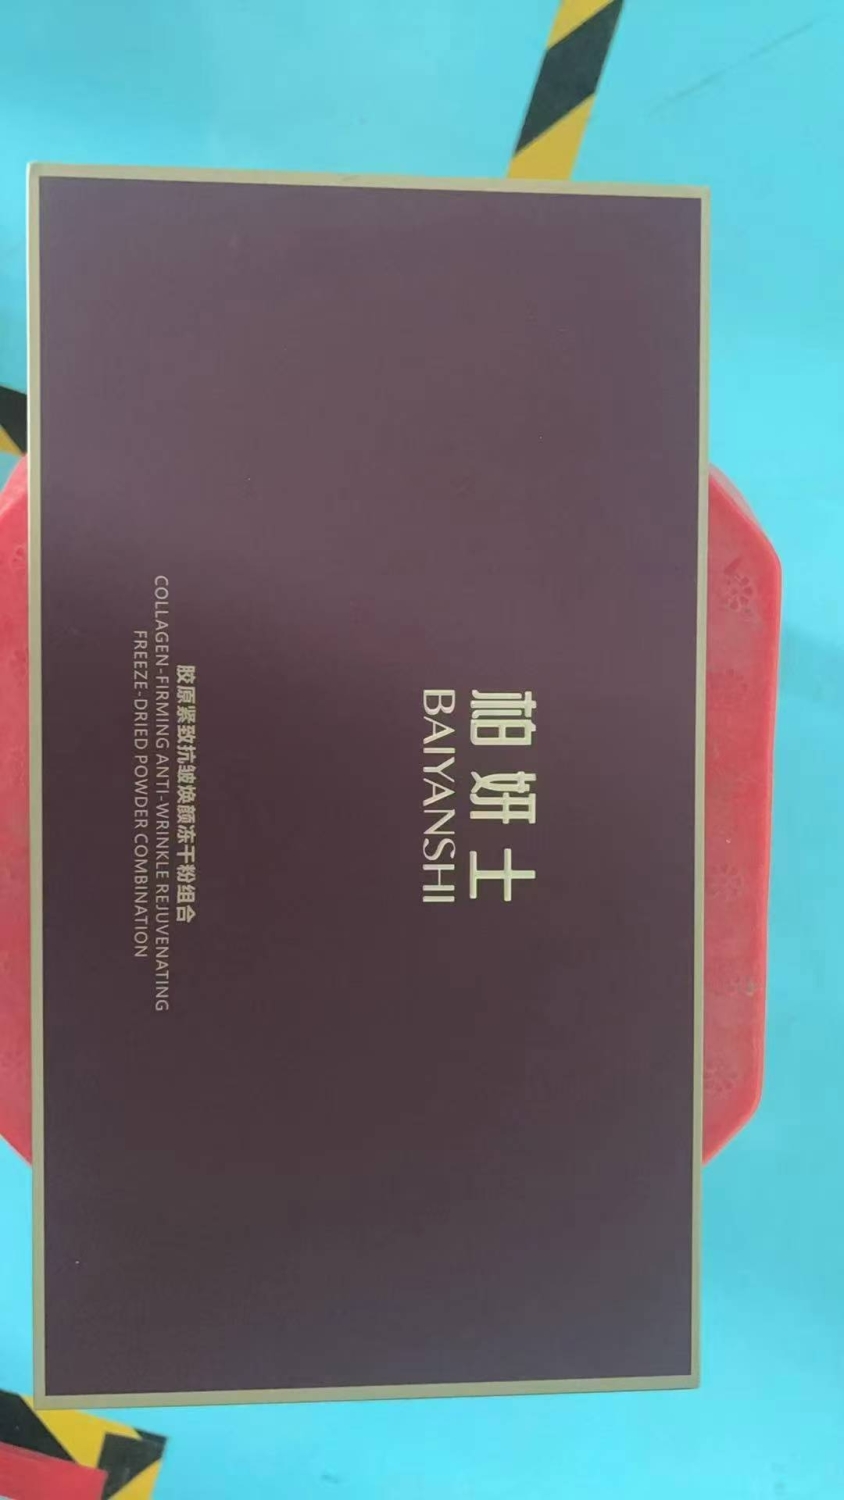 柏妍士
BAIYANSHI
胶原紧致抗皱焕颜冻干粉组合
COLLAGEN-FIRMING ANTI-WRINKLE REJUVENATING
FREEZE-DRIED POWDER COMBINATION